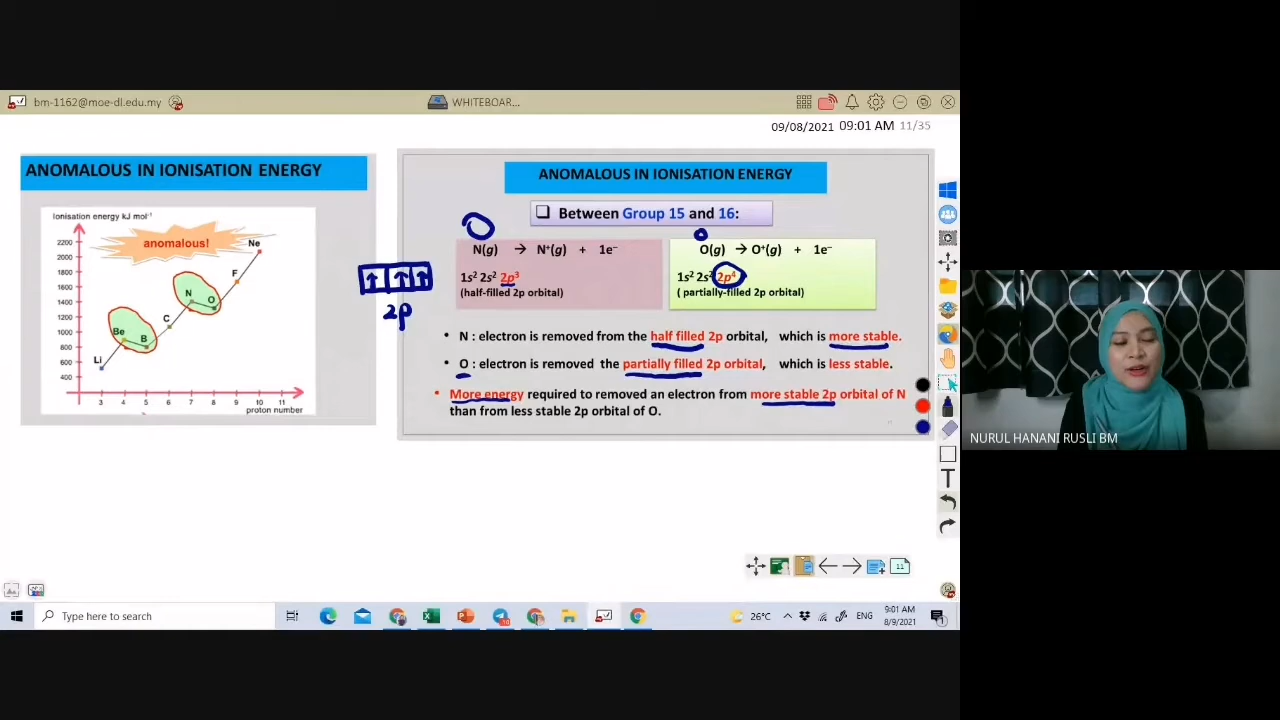 bm-1162@moe-dl.edu.my
WHITEBOAR...
09/08/2021 09:01 AM 11/35
ANOMALOUS IN IONISATION ENERGY
Ionisation energy kJ mol⁻¹
anomalous!
2200
2000
1800
1600
1400
1200
1000
800
600
400
Li
Be
B
C
N
O
F
Ne
3 4 5 6 7 8 9 10 11
proton number
ANOMALOUS IN IONISATION ENERGY
❑ Between Group 15 and 16:
N(g) → N⁺(g) + 1e⁻
1s² 2s² 2p³
(half-filled 2p orbital)
O(g) → O⁺(g) + 1e⁻
1s² 2s² 2p⁴
( partially-filled 2p orbital)
↑ ↑ ↑
2p
• N : electron is removed from the half filled 2p orbital, which is more stable.
• O : electron is removed the partially filled 2p orbital, which is less stable.
• More energy required to removed an electron from more stable 2p orbital of N
than from less stable 2p orbital of O.
T
11
NURUL HANANI RUSLI BM
Type here to search
26°C
ENG
9:01 AM
8/9/2021